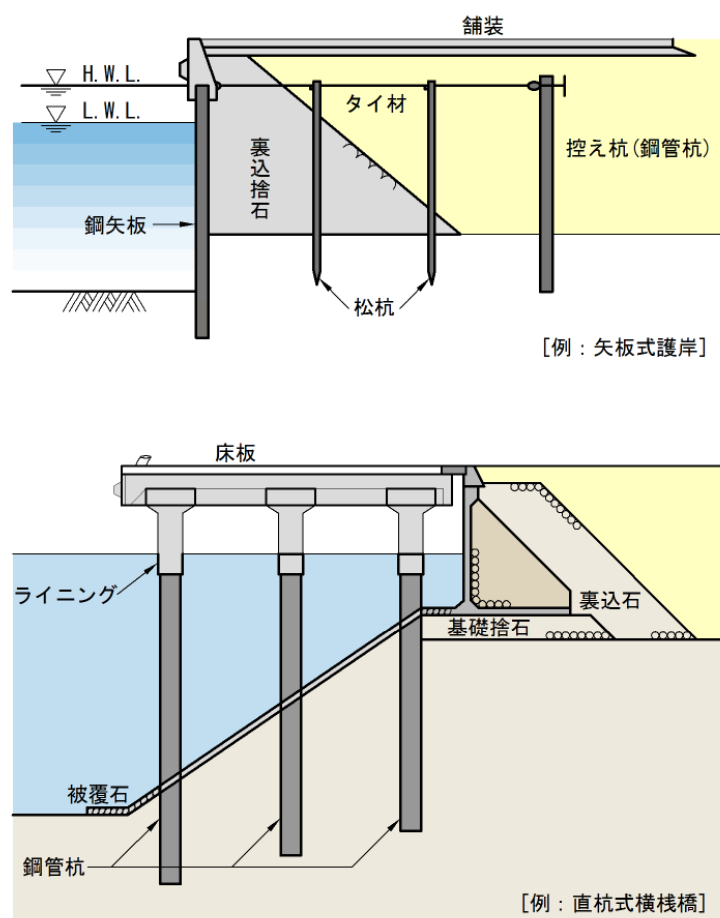 舗装
H.W.L.
タイ材
L.W.L.
裏込捨石
控え杭(鋼管杭)
鋼矢板
松杭
[例：矢板式護岸]
床板
ライニング
裏込石
基礎捨石
被覆石
鋼管杭
[例：直杭式横桟橋]